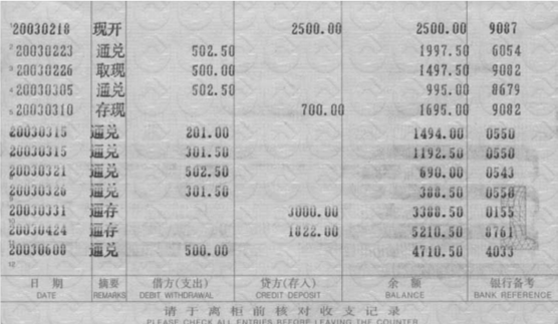 1 20030218 现开 2500.00 2500.00 9087
2 20030223 通兑 502.50 1997.50 6054
3 20030226 取现 500.00 1497.50 9082
4 20030305 通兑 502.50 995.00 8679
5 20030310 存现 700.00 1695.00 9082
20030315 通兑 201.00 1494.00 0550
20030315 通兑 301.50 1192.50 0550
20030321 通兑 502.50 690.00 0543
20030326 通兑 301.50 388.50 0550
20030331 通存 3000.00 3388.50 0155
20030424 通存 1822.00 5210.50 8761
20030608 通兑 500.00 4710.50 4033
12
日期 摘要 借方(支出) 贷方(存入) 余额 银行备考
DATE REMARKS DEBIT WITHDRAWAL CREDIT DEPOSIT BALANCE BANK REFERENCE
请于离柜前核对收支记录
PLEASE CHECK ALL ENTRIES BEFORE LEAVING THE COUNTER